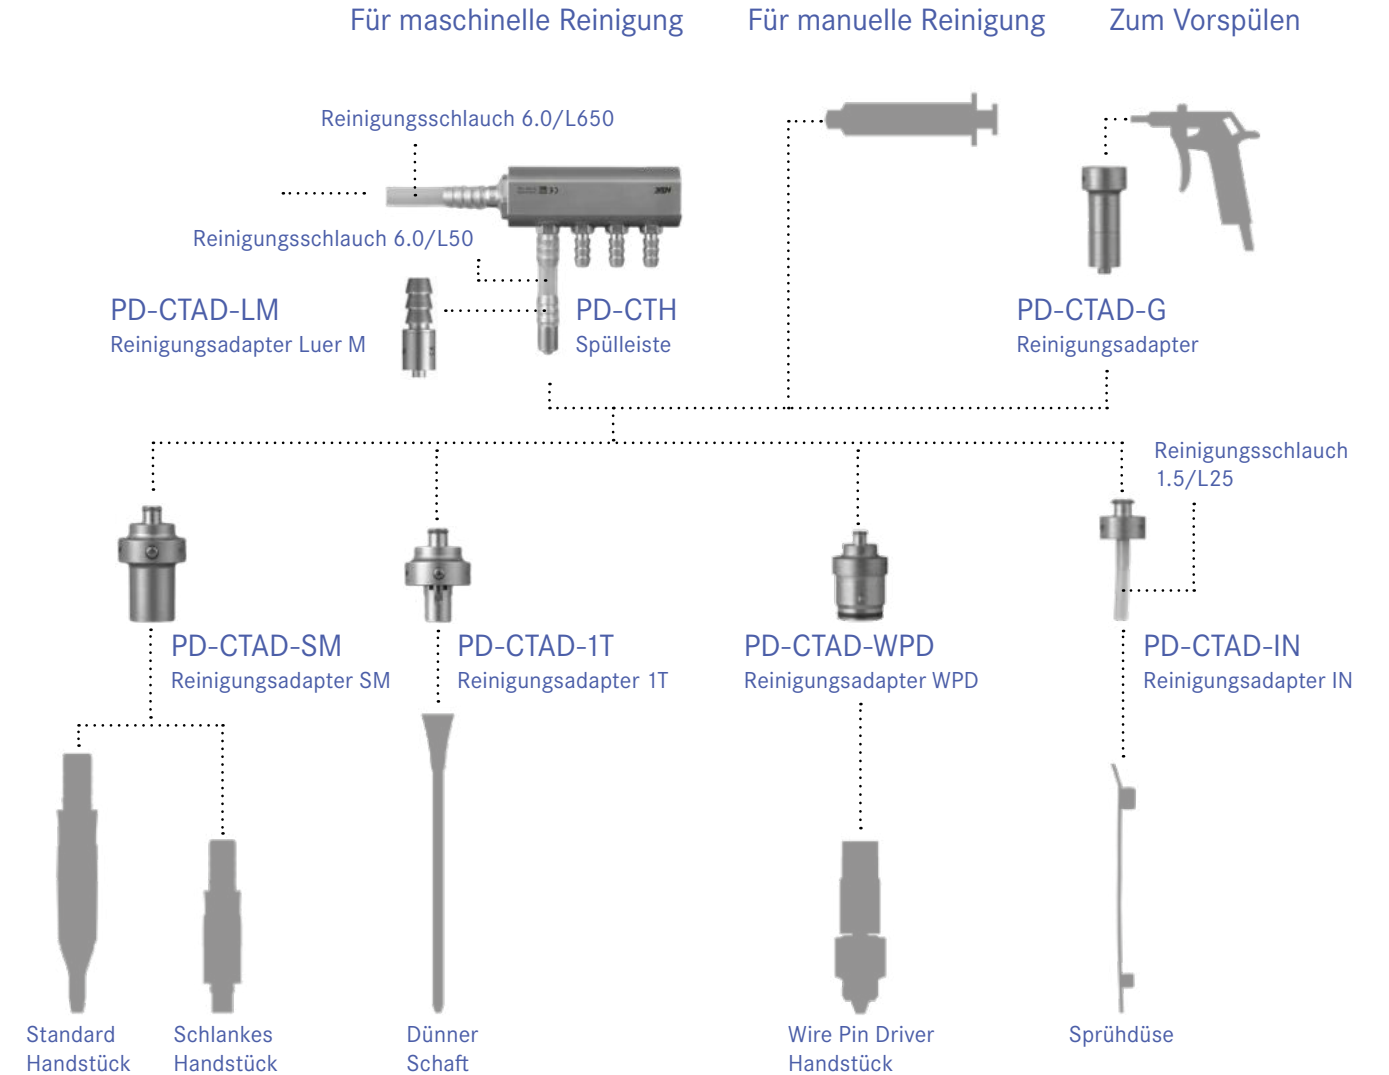 Für maschinelle Reinigung
Für manuelle Reinigung
Zum Vorspülen
Reinigungsschlauch 6.0/L650
Reinigungsschlauch 6.0/L50
PD-CTAD-LM
Reinigungsadapter Luer M
PD-CTH
Spülleiste
PD-CTAD-G
Reinigungsadapter
Reinigungsschlauch
1.5/L25
PD-CTAD-SM
Reinigungsadapter SM
PD-CTAD-1T
Reinigungsadapter 1T
PD-CTAD-WPD
Reinigungsadapter WPD
PD-CTAD-IN
Reinigungsadapter IN
Standard
Handstück
Schlankes
Handstück
Dünner
Schaft
Wire Pin Driver
Handstück
Sprühdüse